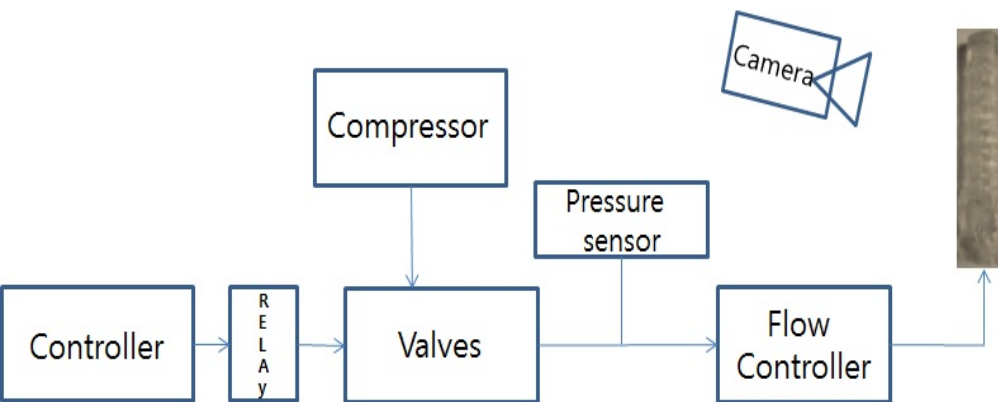 Camera
Compressor
Pressure
sensor
Controller
R
E
L
A
y
Valves
Flow
Controller